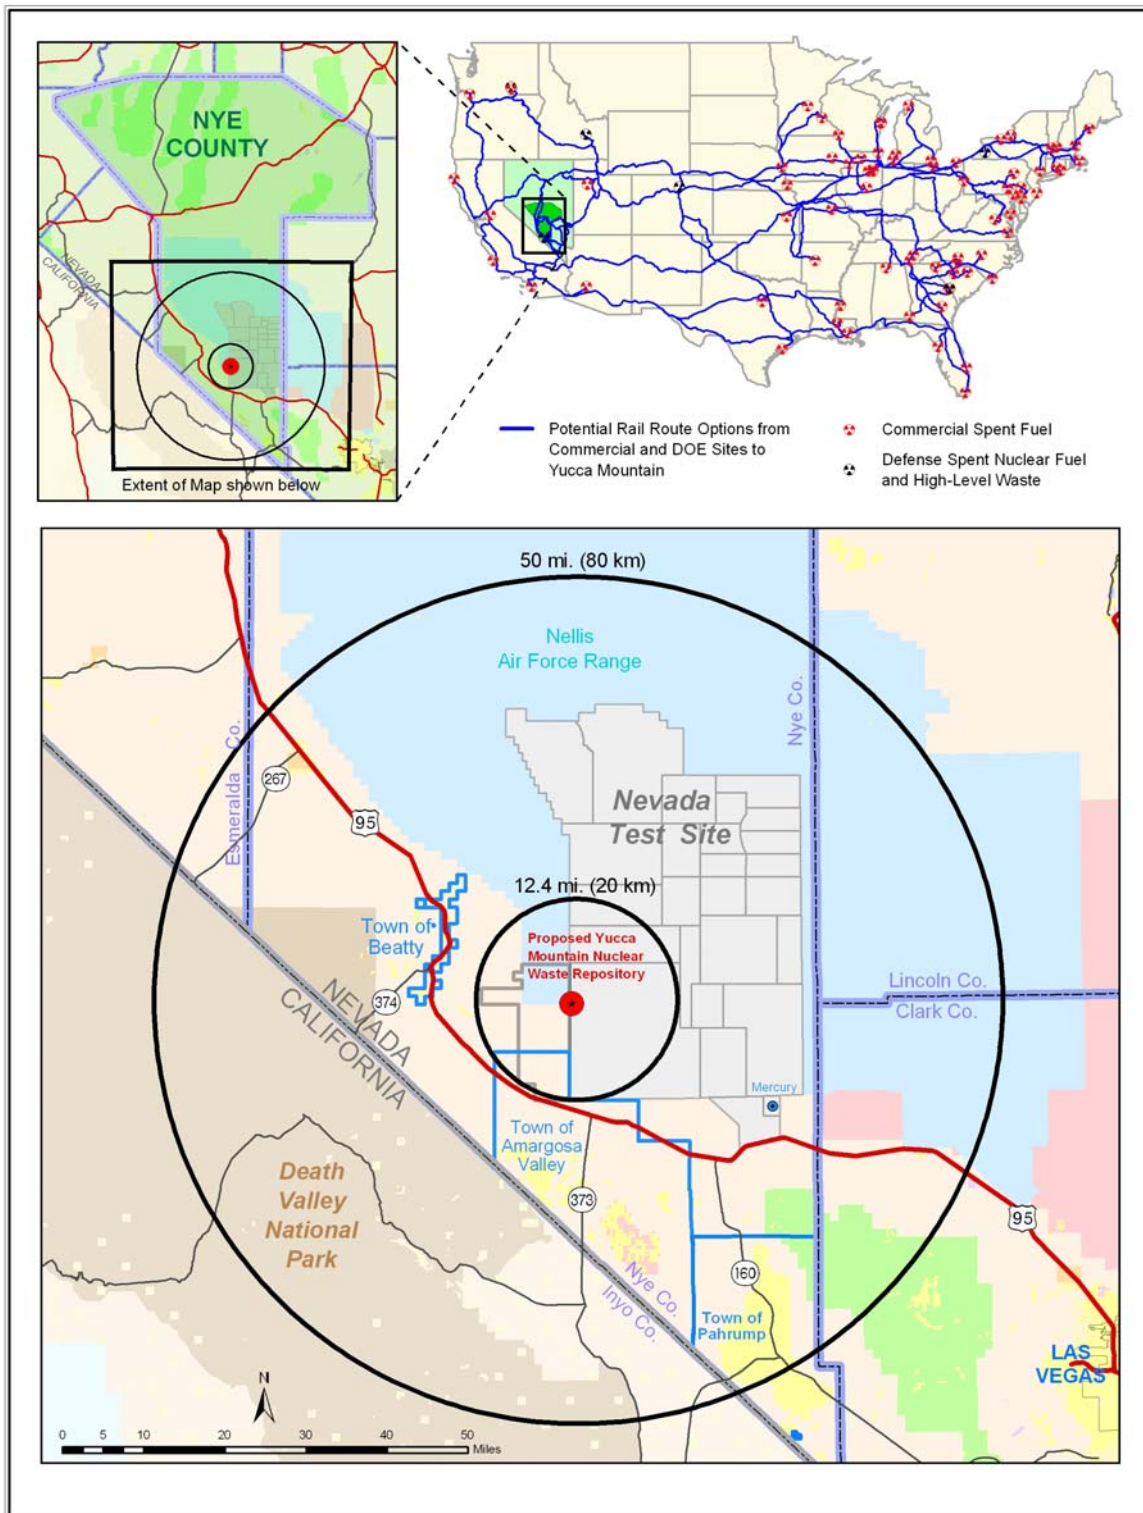 NYE
COUNTY
NEVADA
CALIFORNIA
Extent of Map shown below
Potential Rail Route Options from
Commercial and DOE Sites to
Yucca Mountain
Commercial Spent Fuel
Defense Spent Nuclear Fuel
and High-Level Waste
50 mi. (80 km)
Nellis
Air Force Range
Esmeralda Co.
Nye Co.
267
95
Nevada
Test Site
12.4 mi. (20 km)
Town of
Beatty
Proposed Yucca
Mountain Nuclear
Waste Repository
374
NEVADA
CALIFORNIA
Lincoln Co.
Clark Co.
Mercury
Town of
Amargosa
Valley
Death
Valley
National
Park
373
95
Nye Co.
Inyo Co.
160
Town of
Pahrump
LAS
VEGAS
N
0 5 10 20 30 40 50
Miles